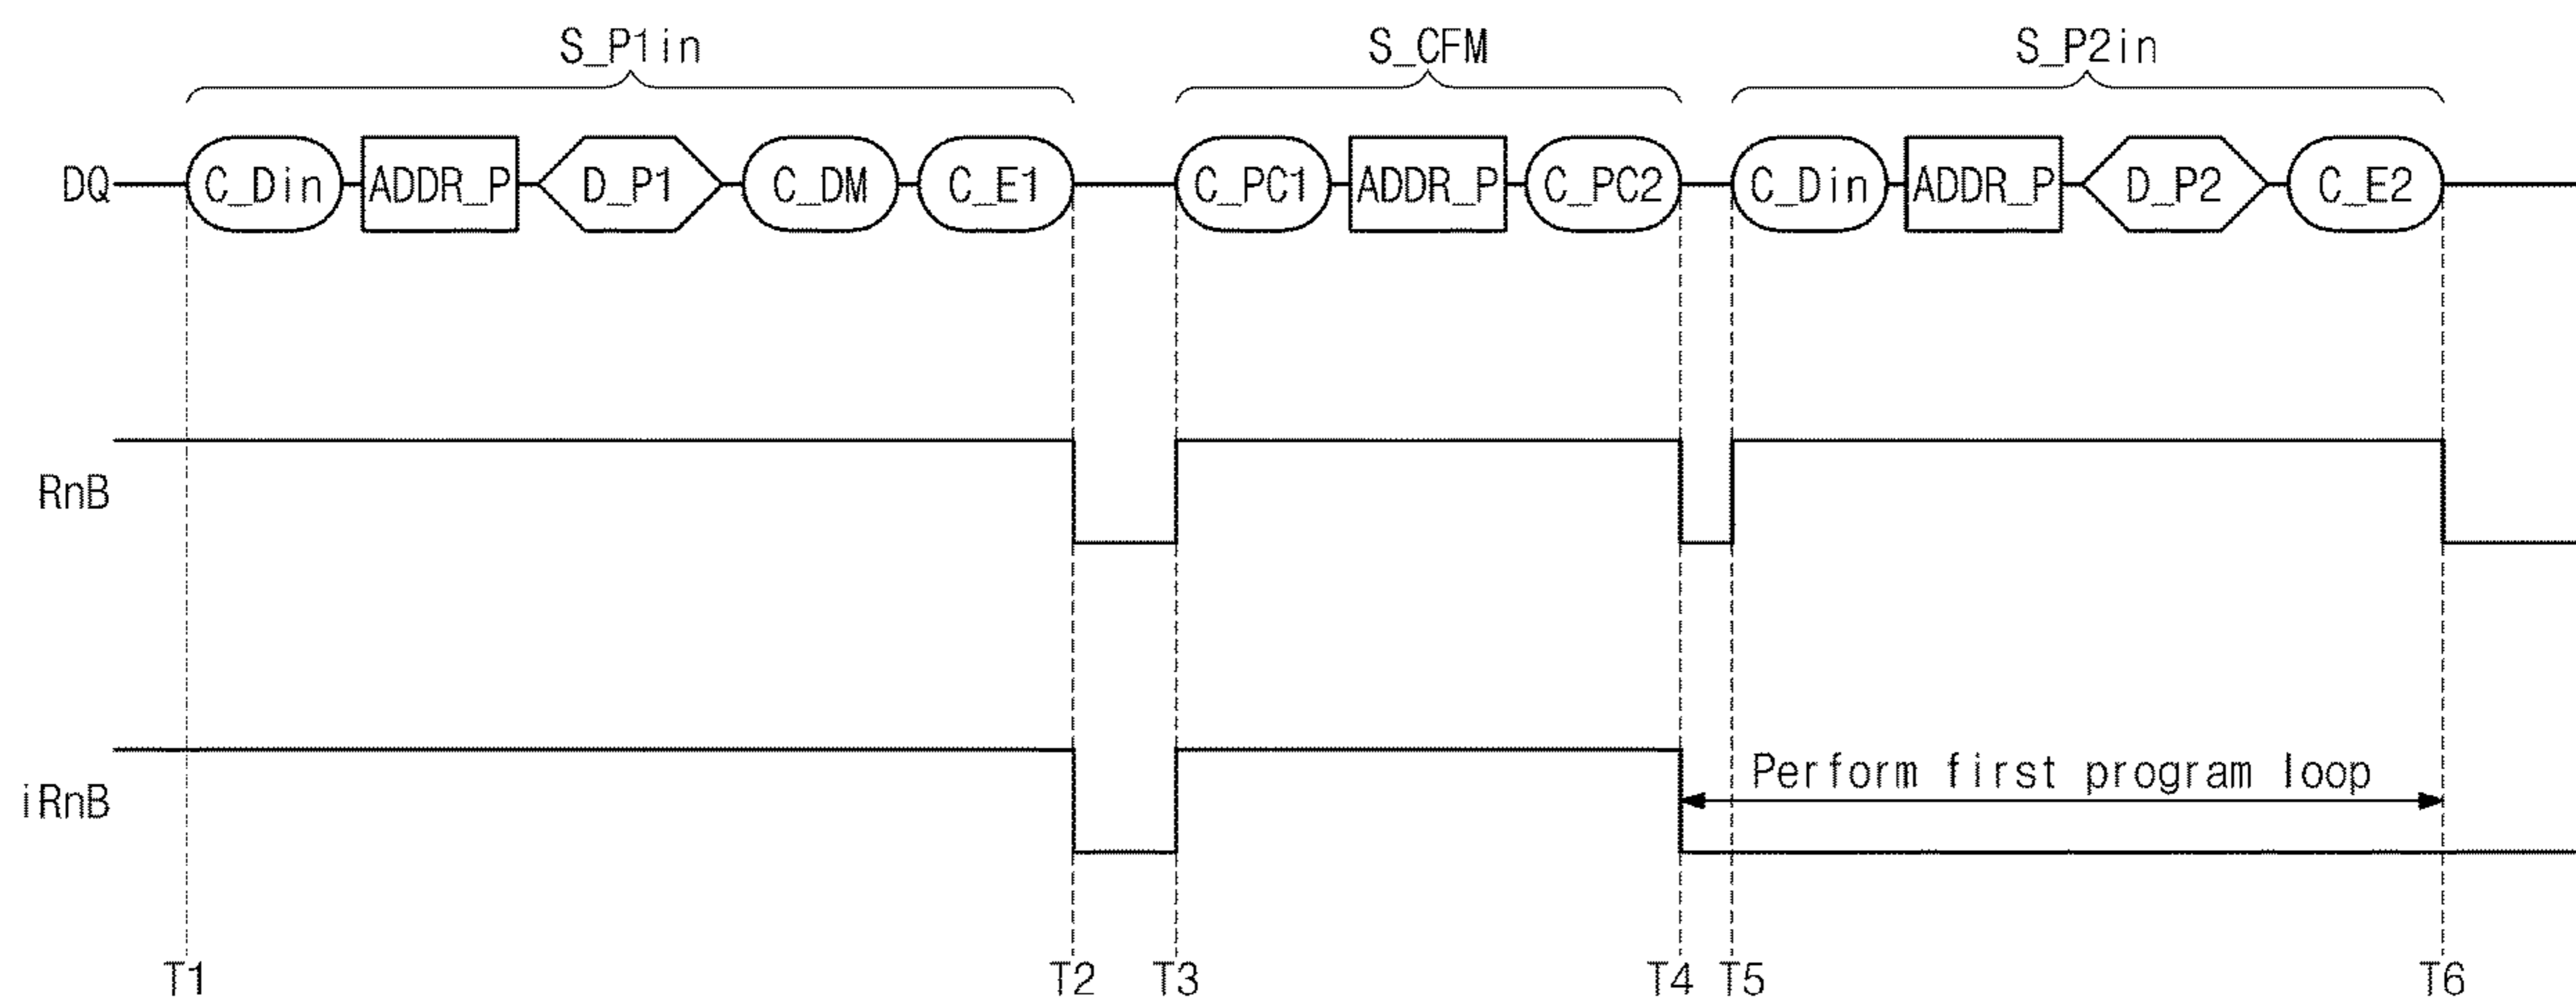 S_P1in S_CFM S_P2in
DQ C_Din ADDR_P D_P1 C_DM C_E1 C_PC1 ADDR_P C_PC2 C_Din ADDR_P D_P2 C_E2
RnB
Perform first program loop
iRnB
T1 T2 T3 T4 T5 T6